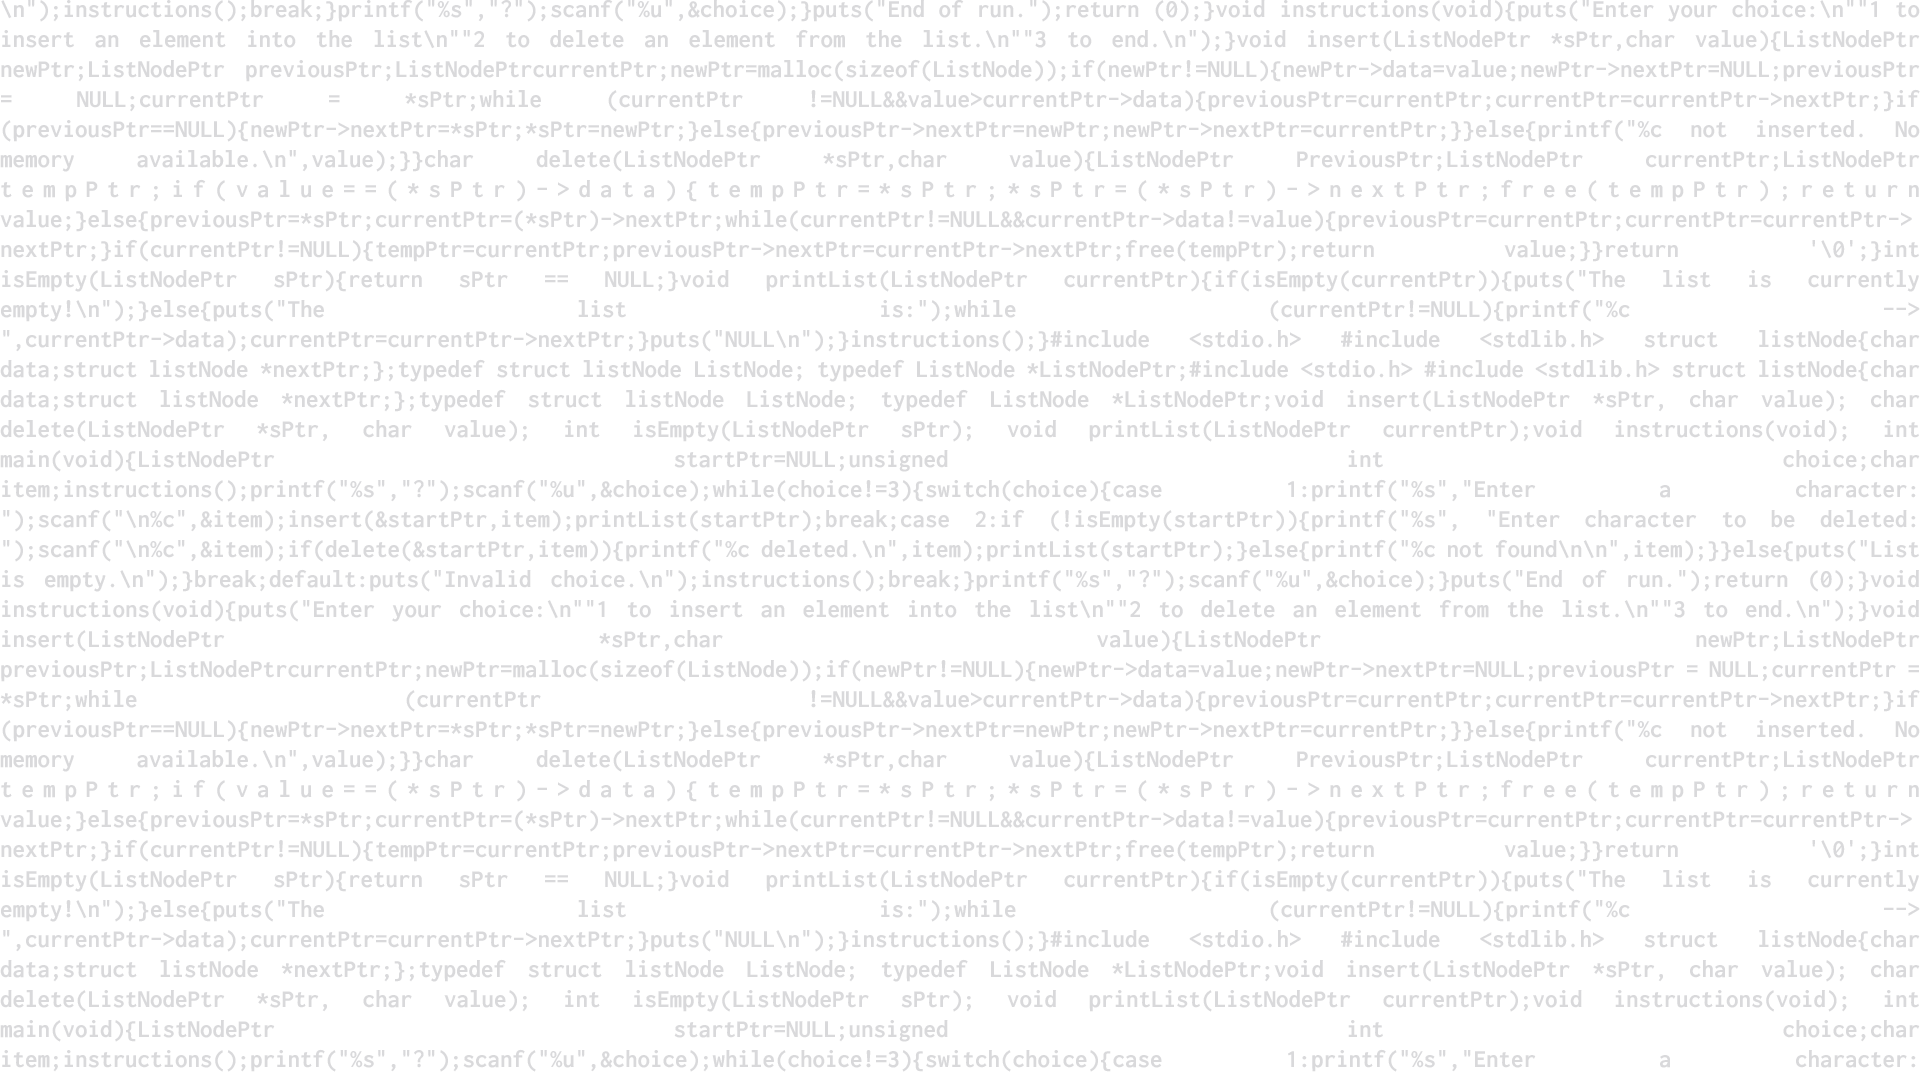 \n");instructions();break;}printf("%s","?");scanf("%u",&choice);}puts("End of run.");return (0);}void instructions(void){puts("Enter your choice:\n""1 to
insert an element into the list\n""2 to delete an element from the list.\n""3 to end.\n");}void insert(ListNodePtr *sPtr,char value){ListNodePtr
newPtr;ListNodePtr previousPtr;ListNodePtrcurrentPtr;newPtr=malloc(sizeof(ListNode));if(newPtr!=NULL){newPtr->data=value;newPtr->nextPtr=NULL;previousPtr
= NULL;currentPtr = *sPtr;while (currentPtr !=NULL&&value>currentPtr->data){previousPtr=currentPtr;currentPtr=currentPtr->nextPtr;}if
(previousPtr==NULL){newPtr->nextPtr=*sPtr;*sPtr=newPtr;}else{previousPtr->nextPtr=newPtr;newPtr->nextPtr=currentPtr;}}else{printf("%c not inserted. No
memory available.\n",value);}}char delete(ListNodePtr *sPtr,char value){ListNodePtr PreviousPtr;ListNodePtr currentPtr;ListNodePtr
tempPtr;if(value==(*sPtr)->data){tempPtr=*sPtr;*sPtr=(*sPtr)->nextPtr;free(tempPtr);return
value;}else{previousPtr=*sPtr;currentPtr=(*sPtr)->nextPtr;while(currentPtr!=NULL&&currentPtr->data!=value){previousPtr=currentPtr;currentPtr=currentPtr->
nextPtr;}if(currentPtr!=NULL){tempPtr=currentPtr;previousPtr->nextPtr=currentPtr->nextPtr;free(tempPtr);return value;}}return '\0';}int
isEmpty(ListNodePtr sPtr){return sPtr == NULL;}void printList(ListNodePtr currentPtr){if(isEmpty(currentPtr)){puts("The list is currently
empty!\n");}else{puts("The list is:");while (currentPtr!=NULL){printf("%c -->
",currentPtr->data);currentPtr=currentPtr->nextPtr;}puts("NULL\n");}instructions();}#include <stdio.h> #include <stdlib.h> struct listNode{char
data;struct listNode *nextPtr;};typedef struct listNode ListNode; typedef ListNode *ListNodePtr;#include <stdio.h> #include <stdlib.h> struct listNode{char
data;struct listNode *nextPtr;};typedef struct listNode ListNode; typedef ListNode *ListNodePtr;void insert(ListNodePtr *sPtr, char value); char
delete(ListNodePtr *sPtr, char value); int isEmpty(ListNodePtr sPtr); void printList(ListNodePtr currentPtr);void instructions(void); int
main(void){ListNodePtr startPtr=NULL;unsigned int choice;char
item;instructions();printf("%s","?");scanf("%u",&choice);while(choice!=3){switch(choice){case 1:printf("%s","Enter a character:
");scanf("\n%c",&item);insert(&startPtr,item);printList(startPtr);break;case 2:if (!isEmpty(startPtr)){printf("%s", "Enter character to be deleted:
");scanf("\n%c",&item);if(delete(&startPtr,item)){printf("%c deleted.\n",item);printList(startPtr);}else{printf("%c not found\n\n",item);}}else{puts("List
is empty.\n");}break;default:puts("Invalid choice.\n");instructions();break;}printf("%s","?");scanf("%u",&choice);}puts("End of run.");return (0);}void
instructions(void){puts("Enter your choice:\n""1 to insert an element into the list\n""2 to delete an element from the list.\n""3 to end.\n");}void
insert(ListNodePtr *sPtr,char value){ListNodePtr newPtr;ListNodePtr
previousPtr;ListNodePtrcurrentPtr;newPtr=malloc(sizeof(ListNode));if(newPtr!=NULL){newPtr->data=value;newPtr->nextPtr=NULL;previousPtr = NULL;currentPtr =
*sPtr;while (currentPtr !=NULL&&value>currentPtr->data){previousPtr=currentPtr;currentPtr=currentPtr->nextPtr;}if
(previousPtr==NULL){newPtr->nextPtr=*sPtr;*sPtr=newPtr;}else{previousPtr->nextPtr=newPtr;newPtr->nextPtr=currentPtr;}}else{printf("%c not inserted. No
memory available.\n",value);}}char delete(ListNodePtr *sPtr,char value){ListNodePtr PreviousPtr;ListNodePtr currentPtr;ListNodePtr
tempPtr;if(value==(*sPtr)->data){tempPtr=*sPtr;*sPtr=(*sPtr)->nextPtr;free(tempPtr);return
value;}else{previousPtr=*sPtr;currentPtr=(*sPtr)->nextPtr;while(currentPtr!=NULL&&currentPtr->data!=value){previousPtr=currentPtr;currentPtr=currentPtr->
nextPtr;}if(currentPtr!=NULL){tempPtr=currentPtr;previousPtr->nextPtr=currentPtr->nextPtr;free(tempPtr);return value;}}return '\0';}int
isEmpty(ListNodePtr sPtr){return sPtr == NULL;}void printList(ListNodePtr currentPtr){if(isEmpty(currentPtr)){puts("The list is currently
empty!\n");}else{puts("The list is:");while (currentPtr!=NULL){printf("%c -->
",currentPtr->data);currentPtr=currentPtr->nextPtr;}puts("NULL\n");}instructions();}#include <stdio.h> #include <stdlib.h> struct listNode{char
data;struct listNode *nextPtr;};typedef struct listNode ListNode; typedef ListNode *ListNodePtr;void insert(ListNodePtr *sPtr, char value); char
delete(ListNodePtr *sPtr, char value); int isEmpty(ListNodePtr sPtr); void printList(ListNodePtr currentPtr);void instructions(void); int
main(void){ListNodePtr startPtr=NULL;unsigned int choice;char
item;instructions();printf("%s","?");scanf("%u",&choice);while(choice!=3){switch(choice){case 1:printf("%s","Enter a character: